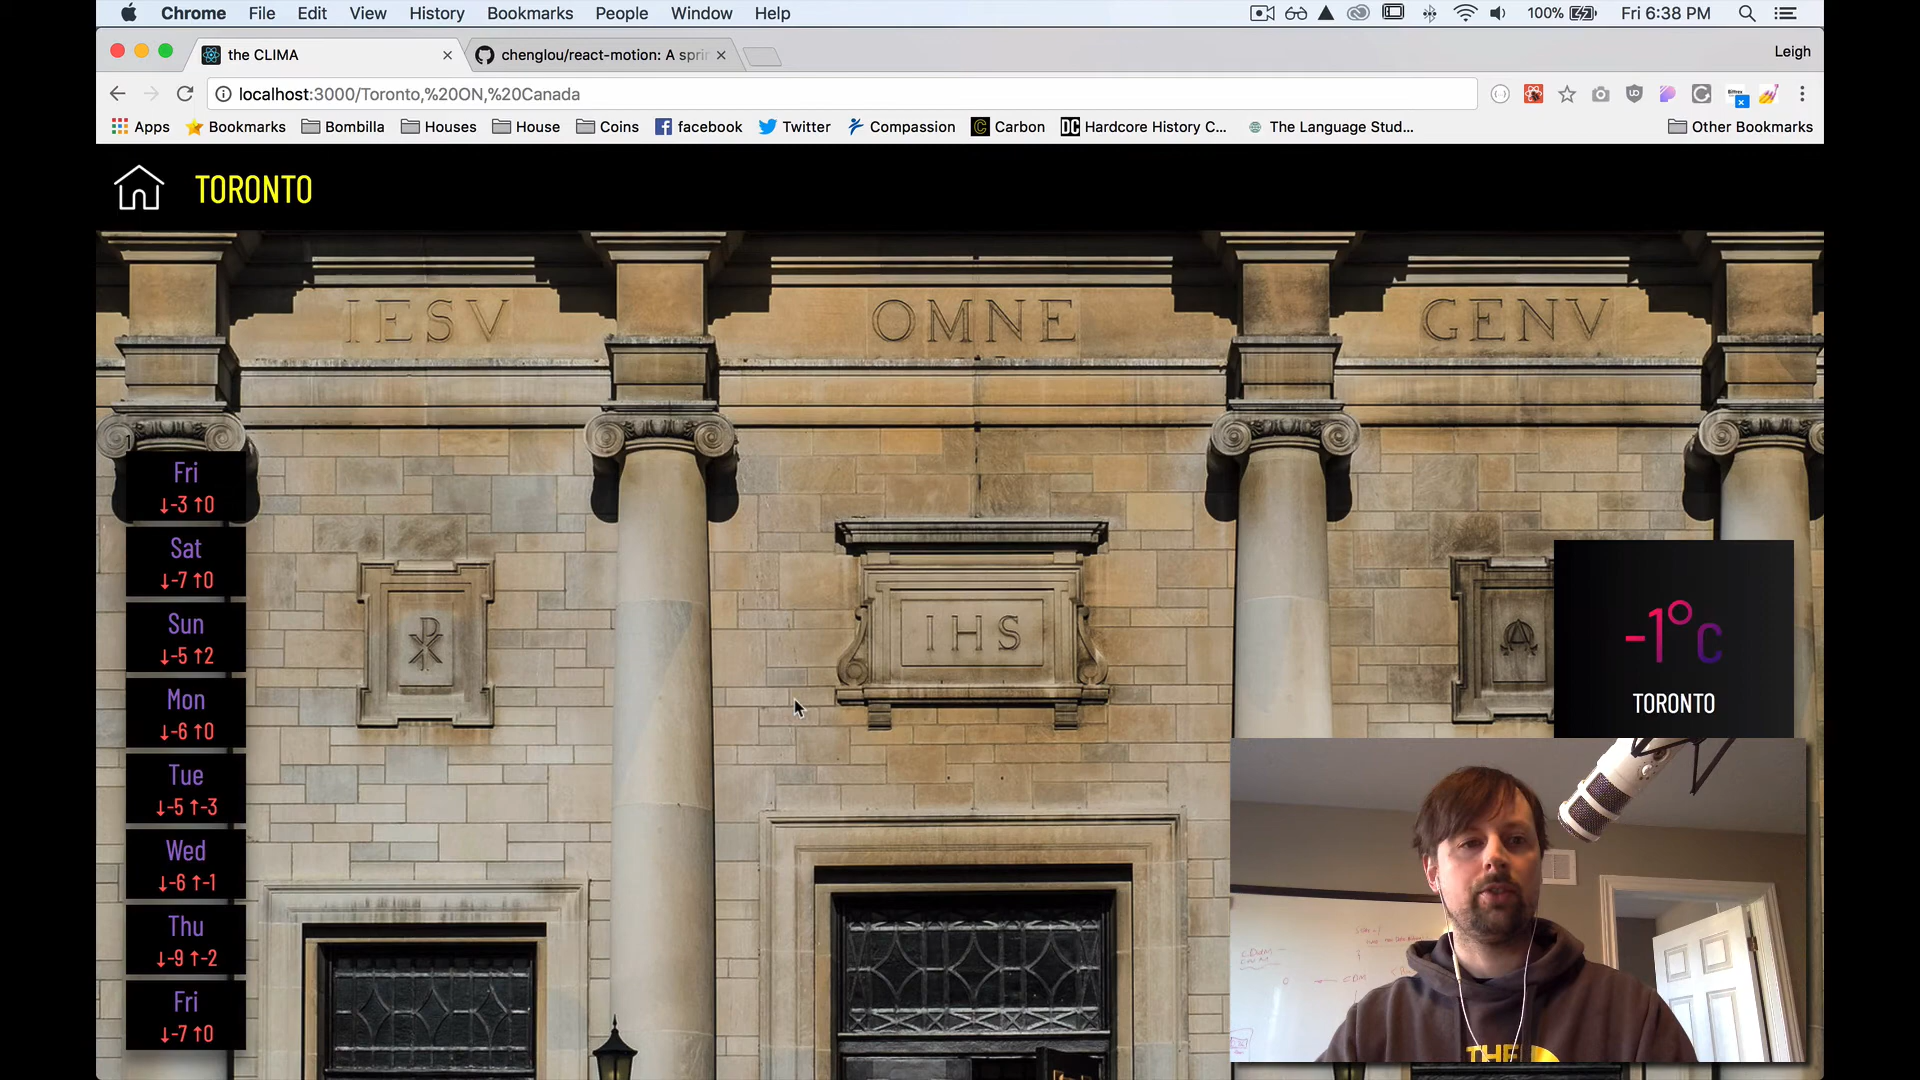 Chrome File Edit View History Bookmarks People Window Help 100% Fri 6:38 PM
the CLIMA chenglou/react-motion: A spri Leigh
localhost:3000/Toronto,%20ON,%20Canada
Apps Bookmarks Bombilla Houses House Coins facebook Twitter Compassion Carbon DC Hardcore History C... The Language Stud... Other Bookmarks
TORONTO
IESV OMNE GENV
Fri
↓-3 ↑0
Sat
↓-7 ↑0
Sun
↓-5 ↑2
Mon
↓-6 ↑0
Tue
↓-5 ↑-3
Wed
↓-6 ↑-1
Thu
↓-9 ↑-2
Fri
↓-7 ↑0
IHS
-1°C
TORONTO
THE